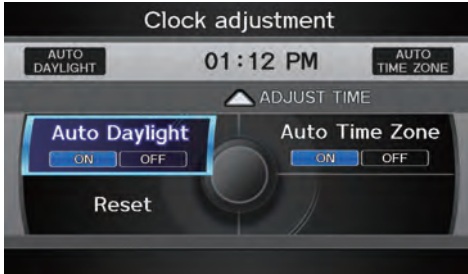 Clock adjustment
AUTO
DAYLIGHT
01:12 PM
AUTO
TIME ZONE
ADJUST TIME
Auto Daylight
ON OFF
Auto Time Zone
ON OFF
Reset